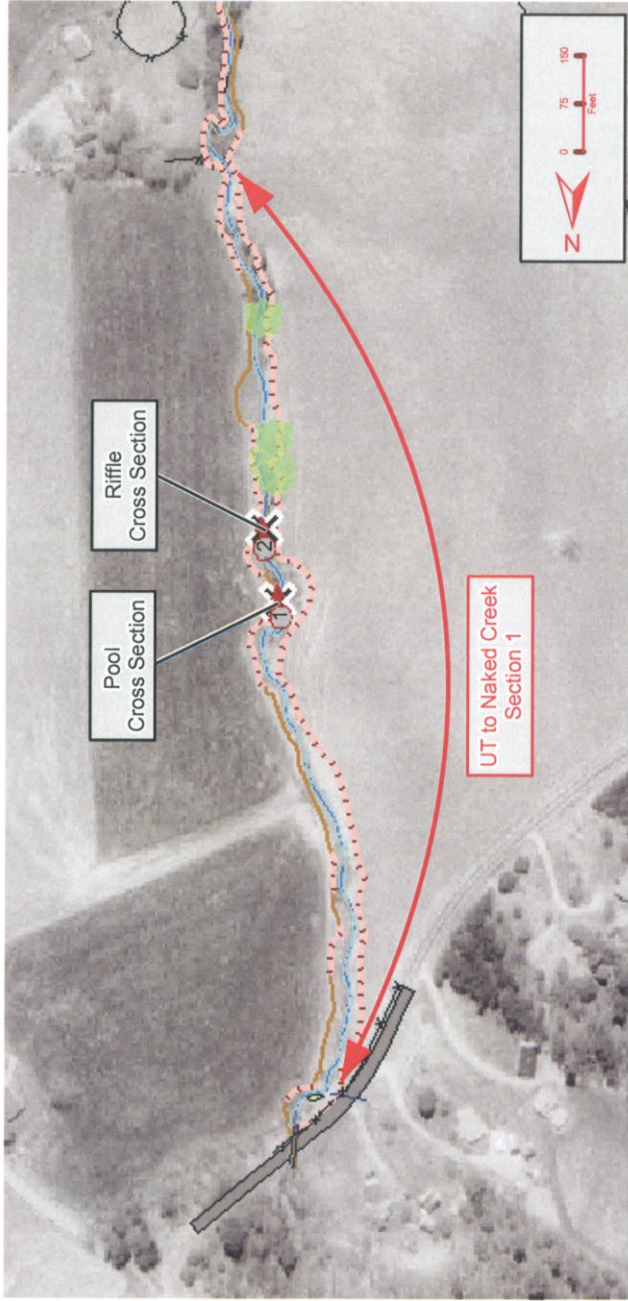 Riffle
Cross Section
Pool
Cross Section
2
1
UT to Naked Creek
Section 1
N
0 75 150
Feet